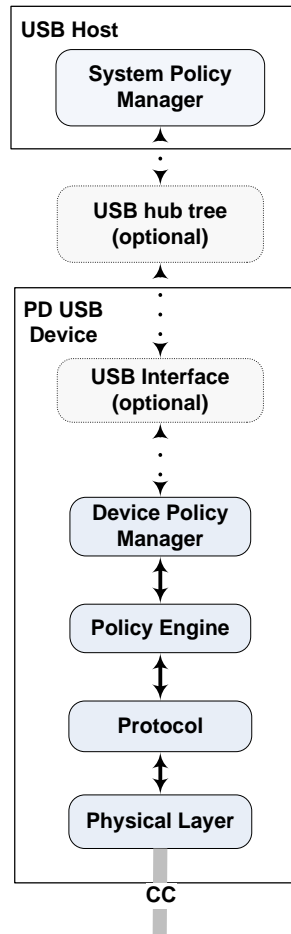 USB Host
System Policy
Manager
USB hub tree
(optional)
PD USB
Device
USB Interface
(optional)
Device Policy
Manager
Policy Engine
Protocol
Physical Layer
CC